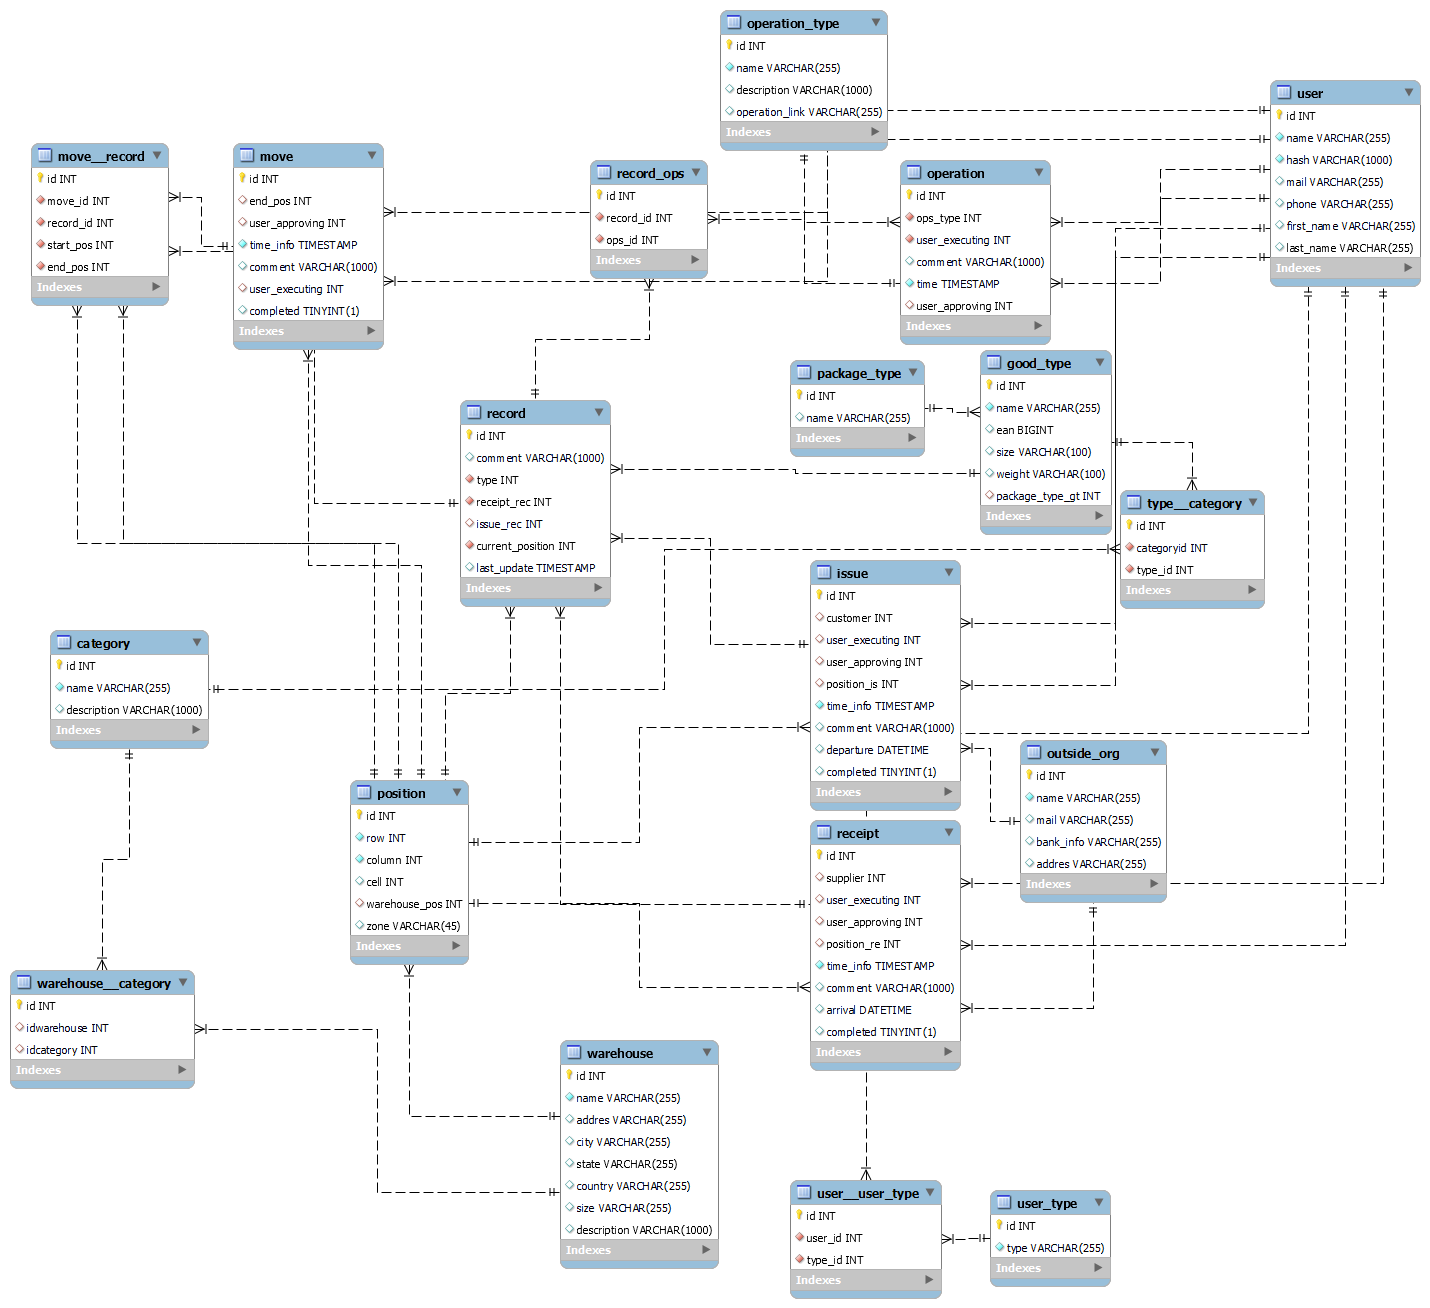 operation_type
id INT
name VARCHAR(255)
description VARCHAR(1000)
operation_link VARCHAR(255)
Indexes
user
id INT
name VARCHAR(255)
hash VARCHAR(1000)
mail VARCHAR(255)
phone VARCHAR(255)
first_name VARCHAR(255)
last_name VARCHAR(255)
Indexes
move__record
id INT
move_id INT
record_id INT
start_pos INT
end_pos INT
Indexes
move
id INT
end_pos INT
user_approving INT
time_info TIMESTAMP
comment VARCHAR(1000)
user_executing INT
completed TINYINT(1)
Indexes
record_ops
id INT
record_id INT
ops_id INT
Indexes
operation
id INT
ops_type INT
user_executing INT
comment VARCHAR(1000)
time TIMESTAMP
user_approving INT
Indexes
package_type
id INT
name VARCHAR(255)
Indexes
good_type
id INT
name VARCHAR(255)
ean BIGINT
size VARCHAR(100)
weight VARCHAR(100)
package_type_gt INT
Indexes
record
id INT
comment VARCHAR(1000)
type INT
receipt_rec INT
issue_rec INT
current_position INT
last_update TIMESTAMP
Indexes
type__category
id INT
categoryid INT
type_id INT
Indexes
issue
id INT
customer INT
user_executing INT
user_approving INT
position_is INT
time_info TIMESTAMP
comment VARCHAR(1000)
departure DATETIME
completed TINYINT(1)
Indexes
category
id INT
name VARCHAR(255)
description VARCHAR(1000)
Indexes
outside_org
id INT
name VARCHAR(255)
mail VARCHAR(255)
bank_info VARCHAR(255)
addres VARCHAR(255)
Indexes
position
id INT
row INT
column INT
cell INT
warehouse_pos INT
zone VARCHAR(45)
Indexes
receipt
id INT
supplier INT
user_executing INT
user_approving INT
position_re INT
time_info TIMESTAMP
comment VARCHAR(1000)
arrival DATETIME
completed TINYINT(1)
Indexes
warehouse__category
id INT
idwarehouse INT
idcategory INT
Indexes
warehouse
id INT
name VARCHAR(255)
addres VARCHAR(255)
city VARCHAR(255)
state VARCHAR(255)
country VARCHAR(255)
size VARCHAR(255)
description VARCHAR(1000)
Indexes
user__user_type
id INT
user_id INT
type_id INT
Indexes
user_type
id INT
type VARCHAR(255)
Indexes